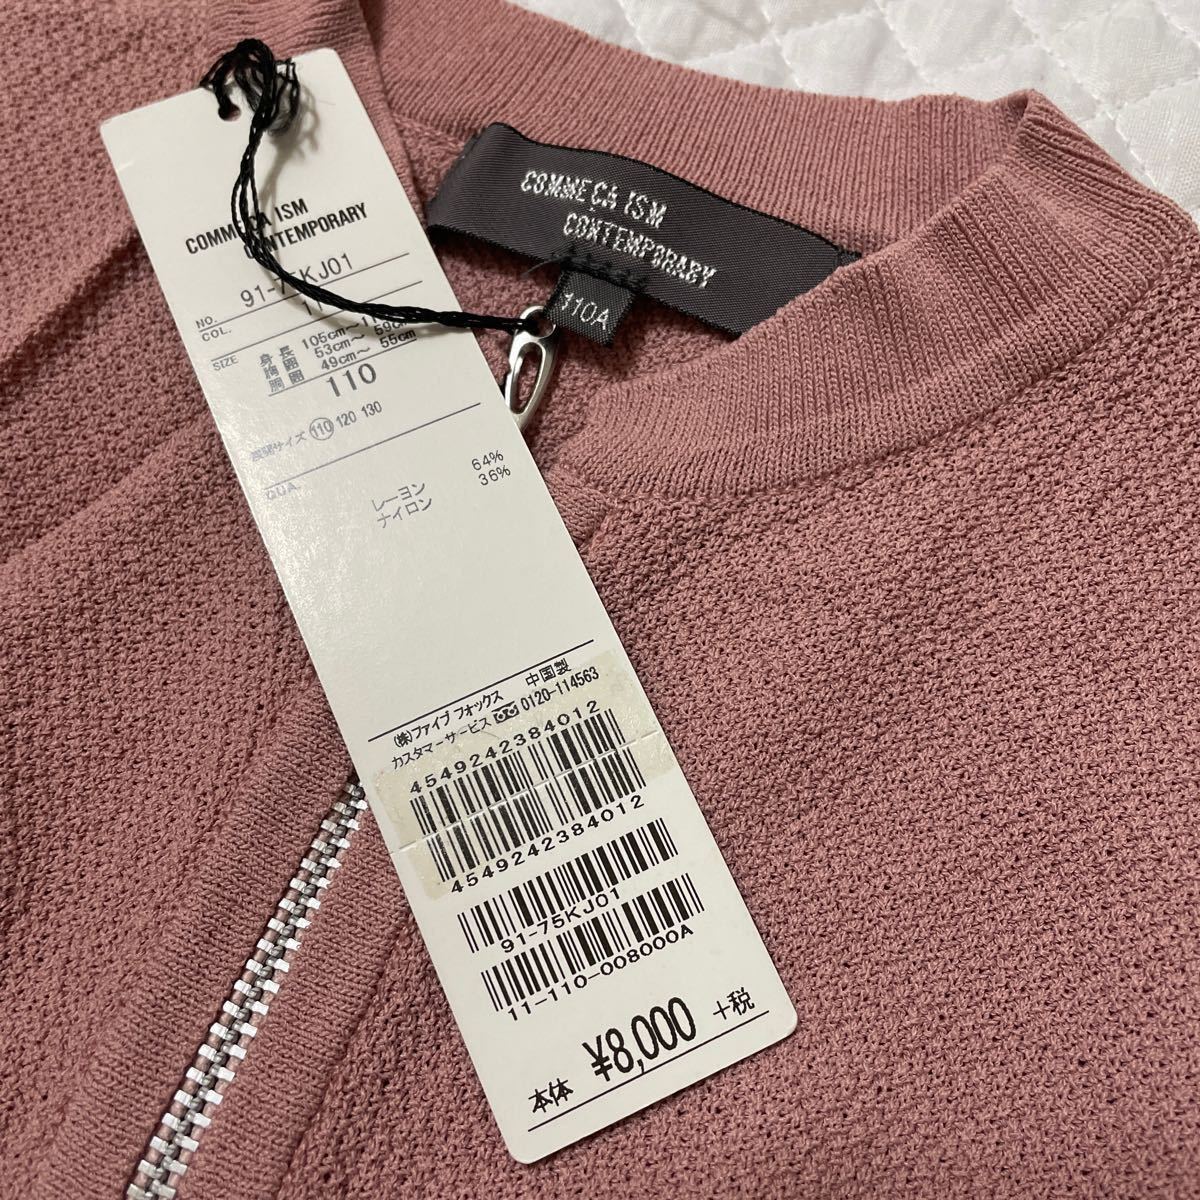 COMME CA ISM
CONTEMPORARY
110A
COMME CA ISM
CONTEMPORARY
NO. 91-75KJ01
COL. 11
SIZE
身長 105cm～
胸囲 53cm～ 59cm
胴囲 49cm～ 55cm
110
展開サイズ 110 120 130
QUA.
レーヨン 64%
ナイロン 36%
中国製
(株)ファイブ フォックス
カスタマーサービス 0120-114563
4549242384012
4549242384012
91-75KJ01
11-110-008000A
本体 ¥8,000 +税